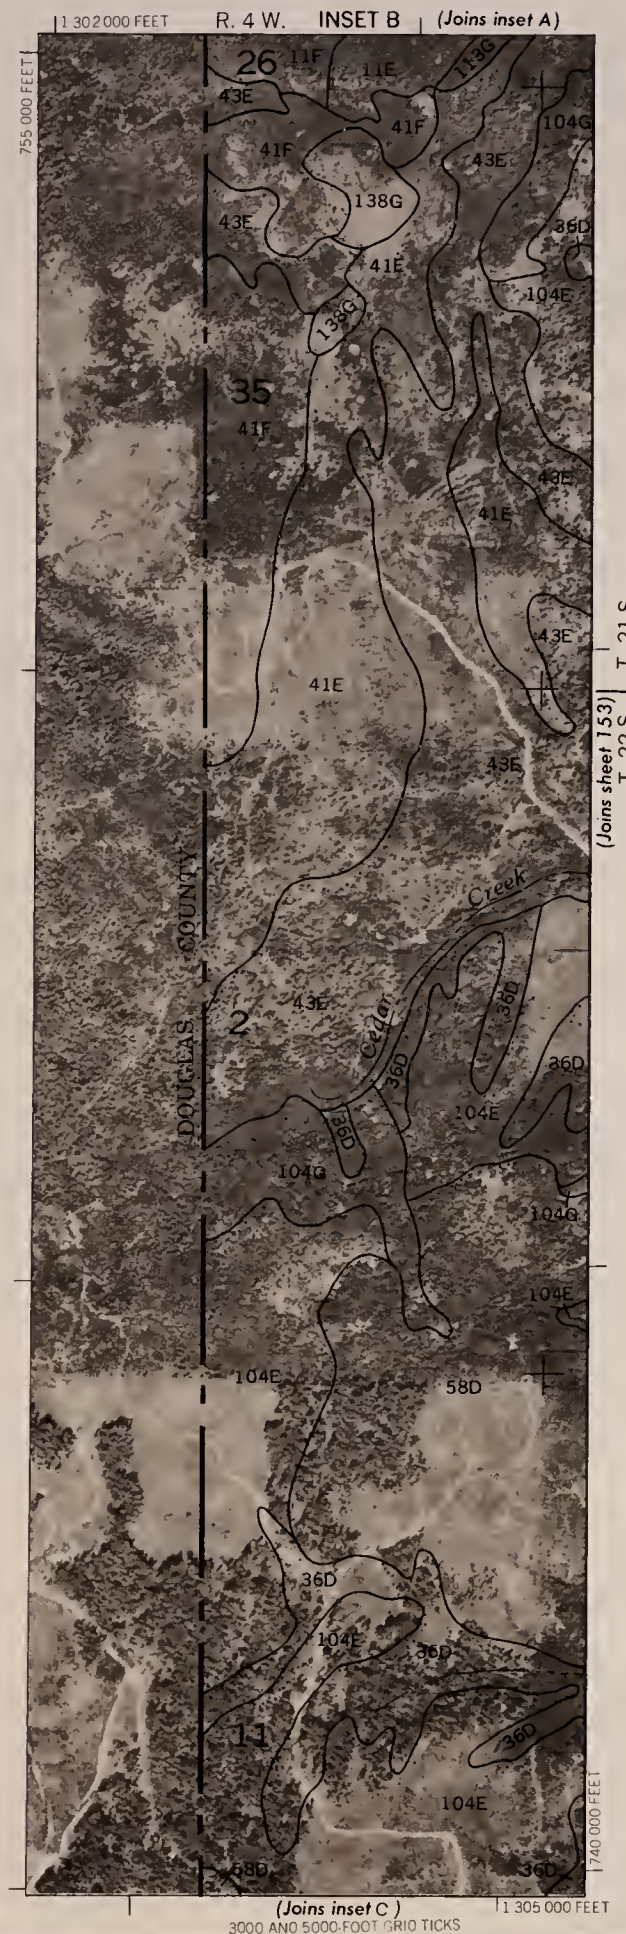 1 302 000 FEET R. 4 W. INSET B (Joins inset A)
755 000 FEET
26 11F 11E 113G
43E 41F 104G
41F 43E
138G
43E 36D
41E
104E
138G
35
41F
43E
41E
43E
T. 21 S.
41E
(Joins sheet 153)
T. 22 S.
43E
Creek
DOUGLAS COUNTY
36D
43E
2
Cedar
36D
36D
104E
36D
104G
104G
104E
104E
58D
36D
104E
36D
11
36D
104E
740 000 FEET
58D 36D
(Joins inset C) 1 305 000 FEET
3000 AND 5000-FOOT GRID TICKS